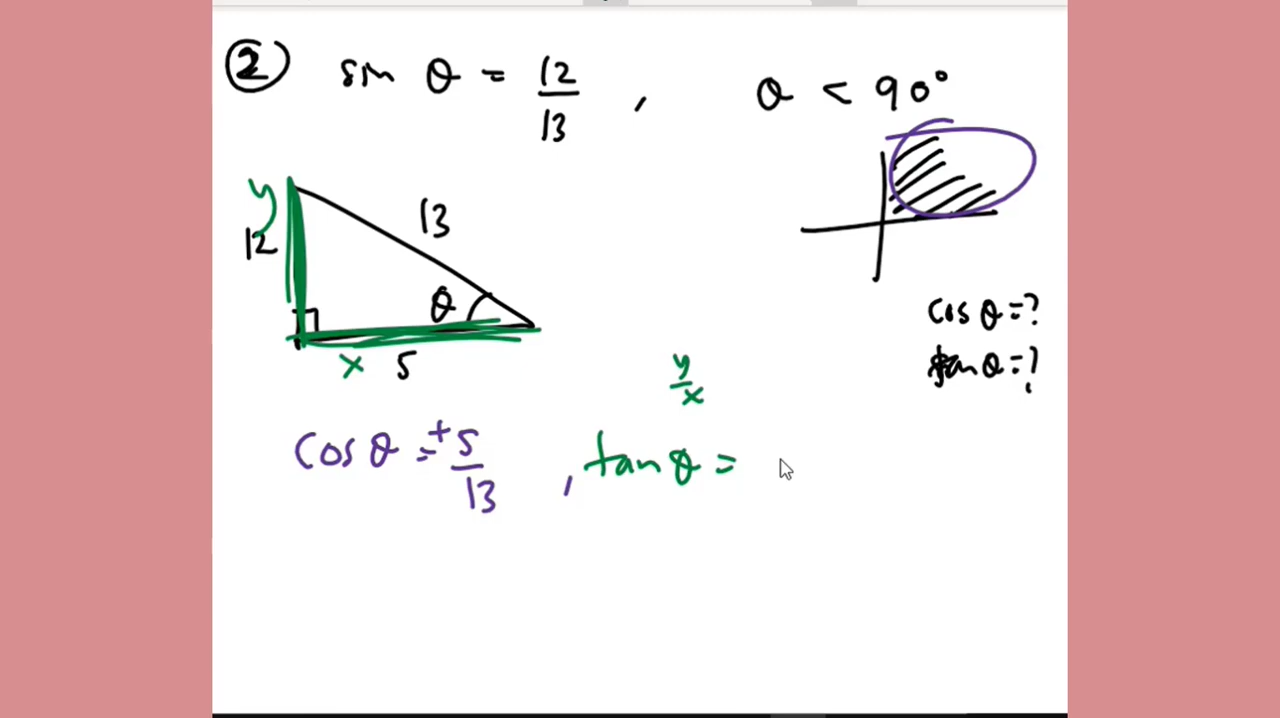 ② sin θ = 12/13 , θ < 90°
y
12
13
θ
x 5
cos θ = ?
tan θ = ?
y/x
cos θ = +5/13 , tan θ =